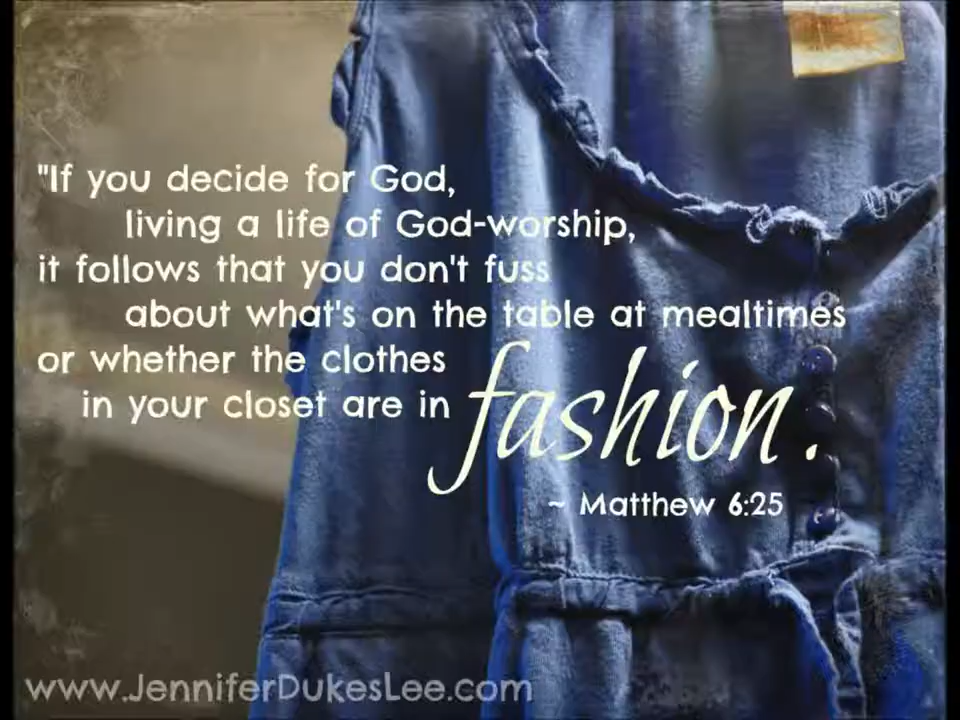 "If you decide for God,
living a life of God-worship,
it follows that you don't fuss
about what's on the table at mealtimes
or whether the clothes
in your closet are in fashion.
~ Matthew 6:25
www.JenniferDukesLee.com